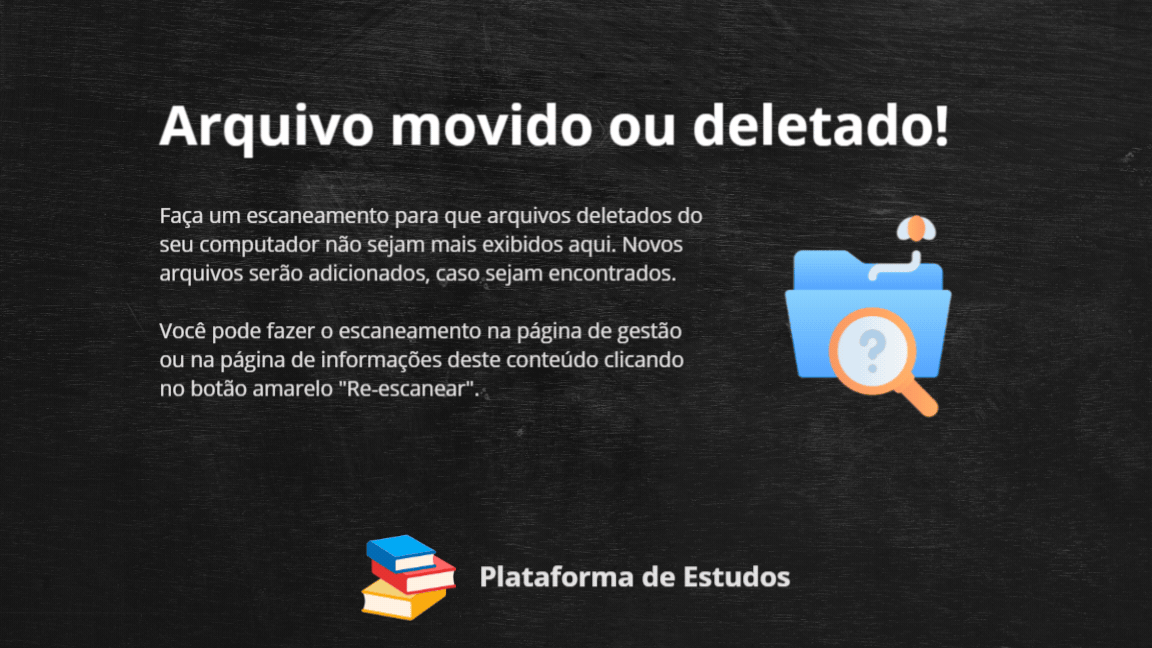 Arquivo movido ou deletado!
Faça um escaneamento para que arquivos deletados do
seu computador não sejam mais exibidos aqui. Novos
arquivos serão adicionados, caso sejam encontrados.
Você pode fazer o escaneamento na página de gestão
ou na página de informações deste conteúdo clicando
no botão amarelo "Re-escanear".
?
Plataforma de Estudos